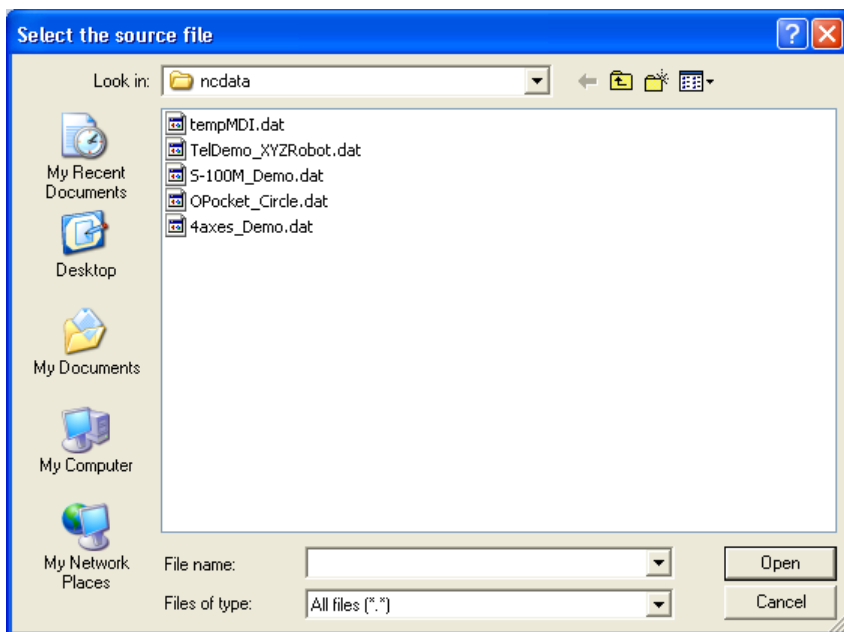 Select the source file
Look in: ncdata
tempMDI.dat
TelDemo_XYZRobot.dat
S-100M_Demo.dat
OPocket_Circle.dat
4axes_Demo.dat
My Recent
Documents
Desktop
My Documents
My Computer
My Network
Places
File name:
Open
Files of type: All files (*.*)
Cancel